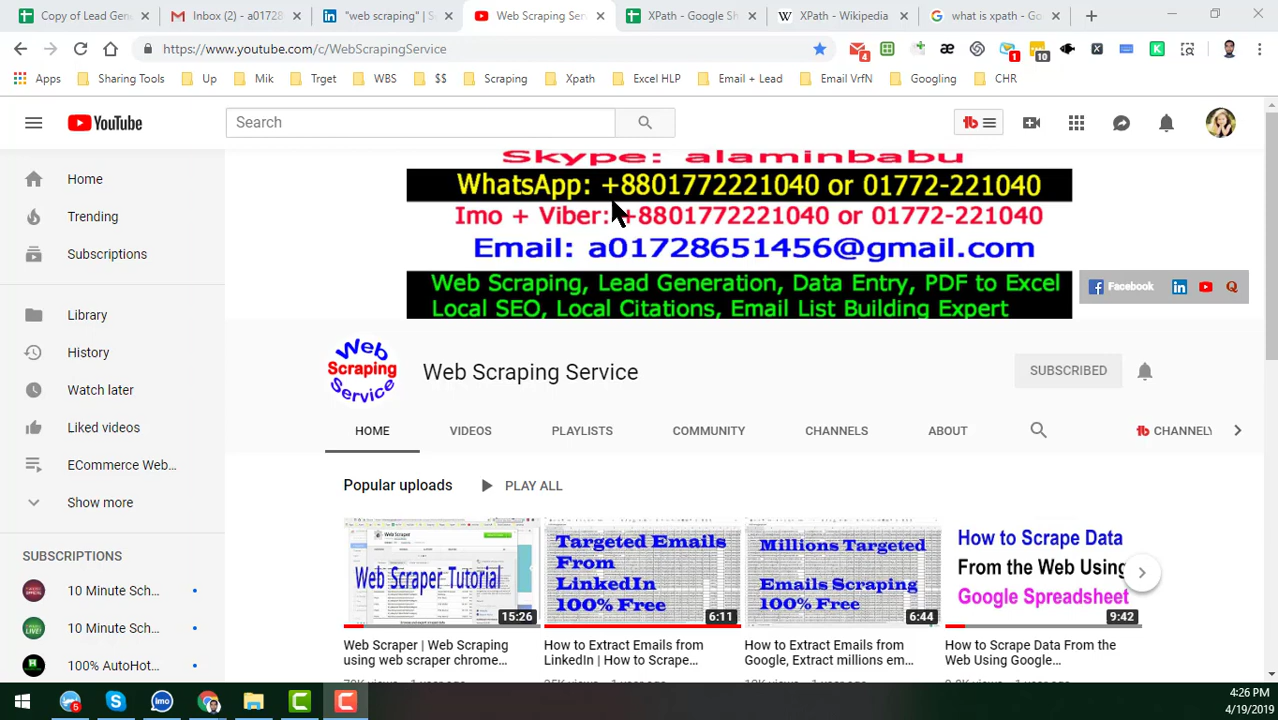 Copy of Lead Gene
Inbox (2) - a01728
"web scraping" | S
Web Scraping Ser
XPath - Google Sh
XPath - Wikipedia
what is xpath - Go
https://www.youtube.com/c/WebScrapingService
4
1
10
Apps
Sharing Tools
Up
Mik
Trget
WBS
$$
Scraping
Xpath
Excel HLP
Email + Lead
Email VrfN
Googling
CHR
YouTube
Search
Skype: alaminbabu
WhatsApp: +8801772221040 or 01772-221040
Imo + Viber: +8801772221040 or 01772-221040
Email: a01728651456@gmail.com
Web Scraping, Lead Generation, Data Entry, PDF to Excel
Local SEO, Local Citations, Email List Building Expert
Facebook
Home
Trending
Subscriptions
Library
History
Watch later
Liked videos
ECommerce Web...
Show more
SUBSCRIPTIONS
10 Minute Sch...
10 Minute Sch...
100% AutoHot...
Web
Scraping
Service
Web Scraping Service
SUBSCRIBED
HOME
VIDEOS
PLAYLISTS
COMMUNITY
CHANNELS
ABOUT
CHANNELY
Popular uploads
PLAY ALL
Web Scraper Tutorial
15:26
Targeted Emails
From
LinkedIn
100% Free
6:11
Millions Targeted
Emails Scraping
100% Free
6:44
How to Scrape Data
From the Web Using
Google Spreadsheet
9:42
Web Scraper | Web Scraping
using web scraper chrome...
How to Extract Emails from
LinkedIn | How to Scrape...
How to Extract Emails from
Google, Extract millions em...
How to Scrape Data From the
Web Using Google...
5
imo
4:26 PM
4/19/2019